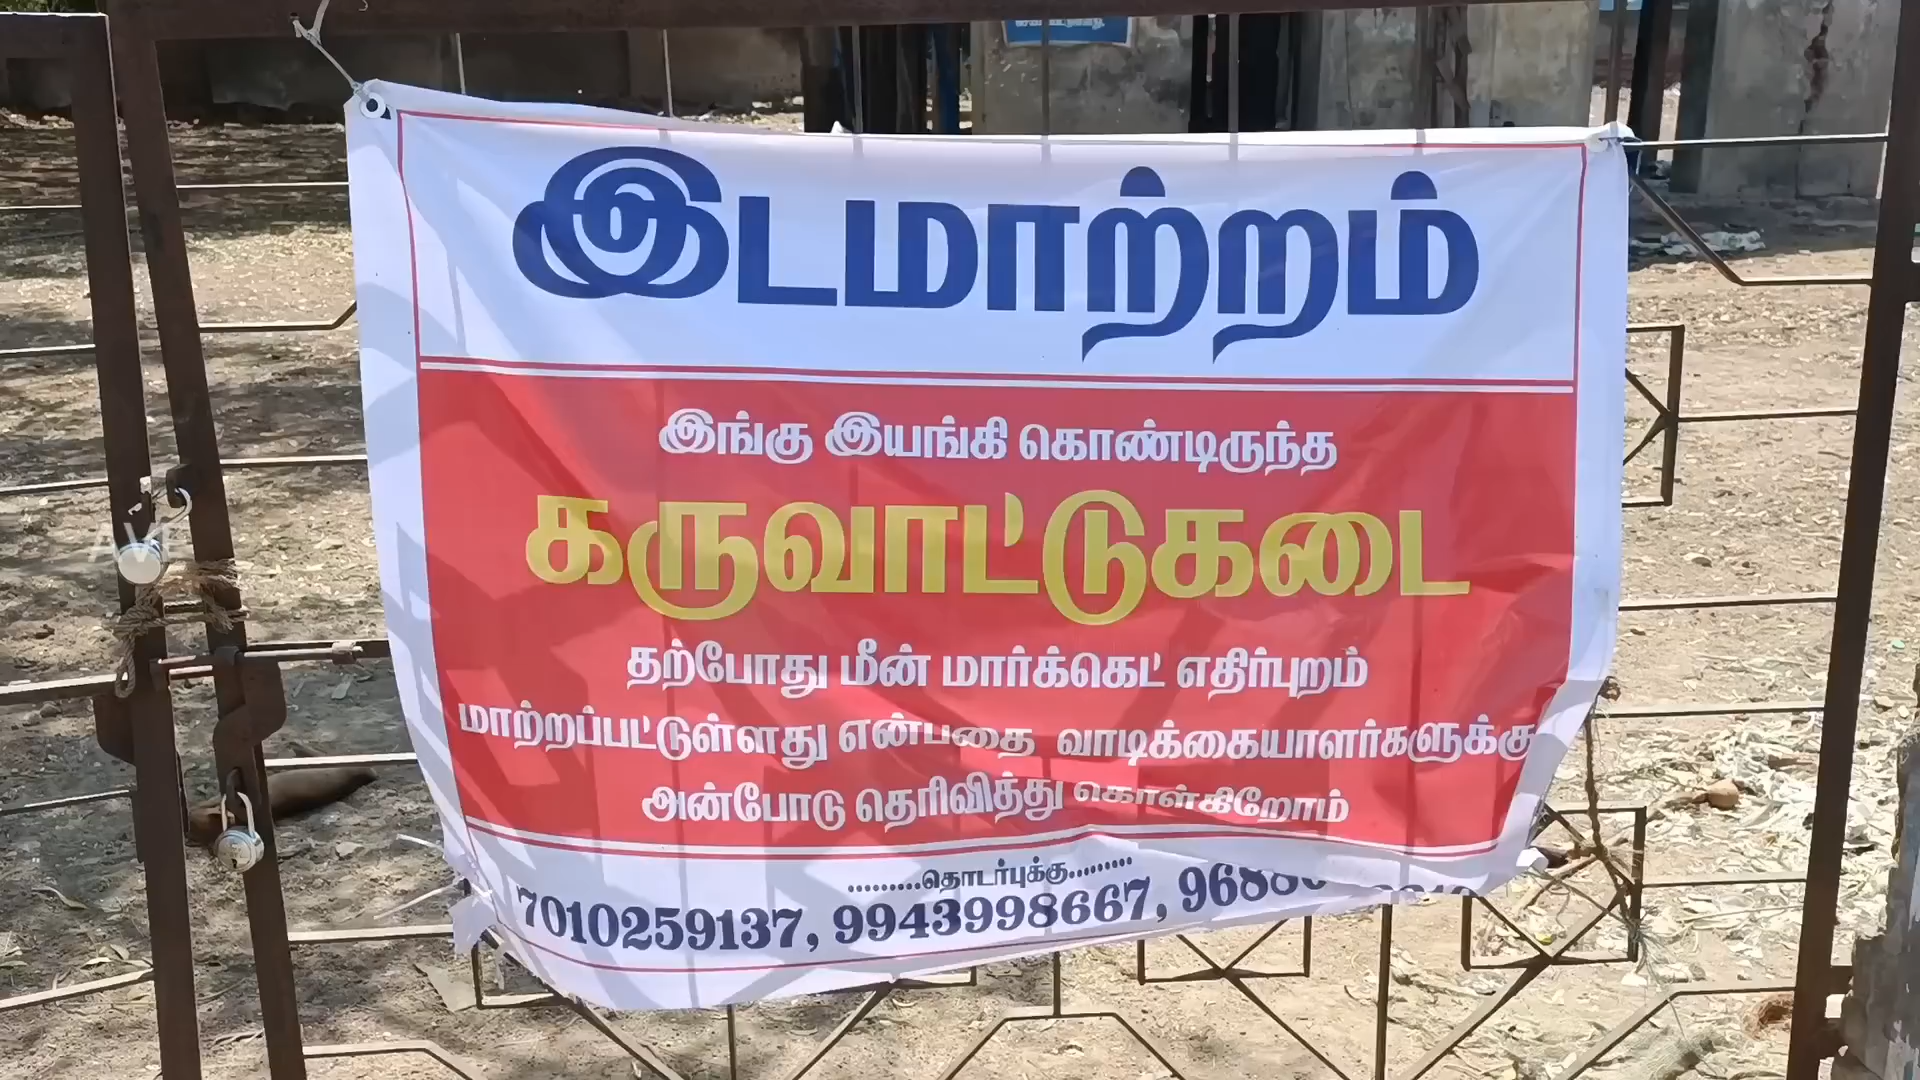 இடமாற்றம்
இங்கு இயங்கி கொண்டிருந்த
கருவாட்டுகடை
தற்போது மீன் மார்க்கெட் எதிர்புறம்
மாற்றப்பட்டுள்ளது என்பதை வாடிக்கையாளர்களுக்கு
அன்போடு தெரிவித்து கொள்கிறோம்
.........தொடர்புக்கு........
7010259137, 9943998667,